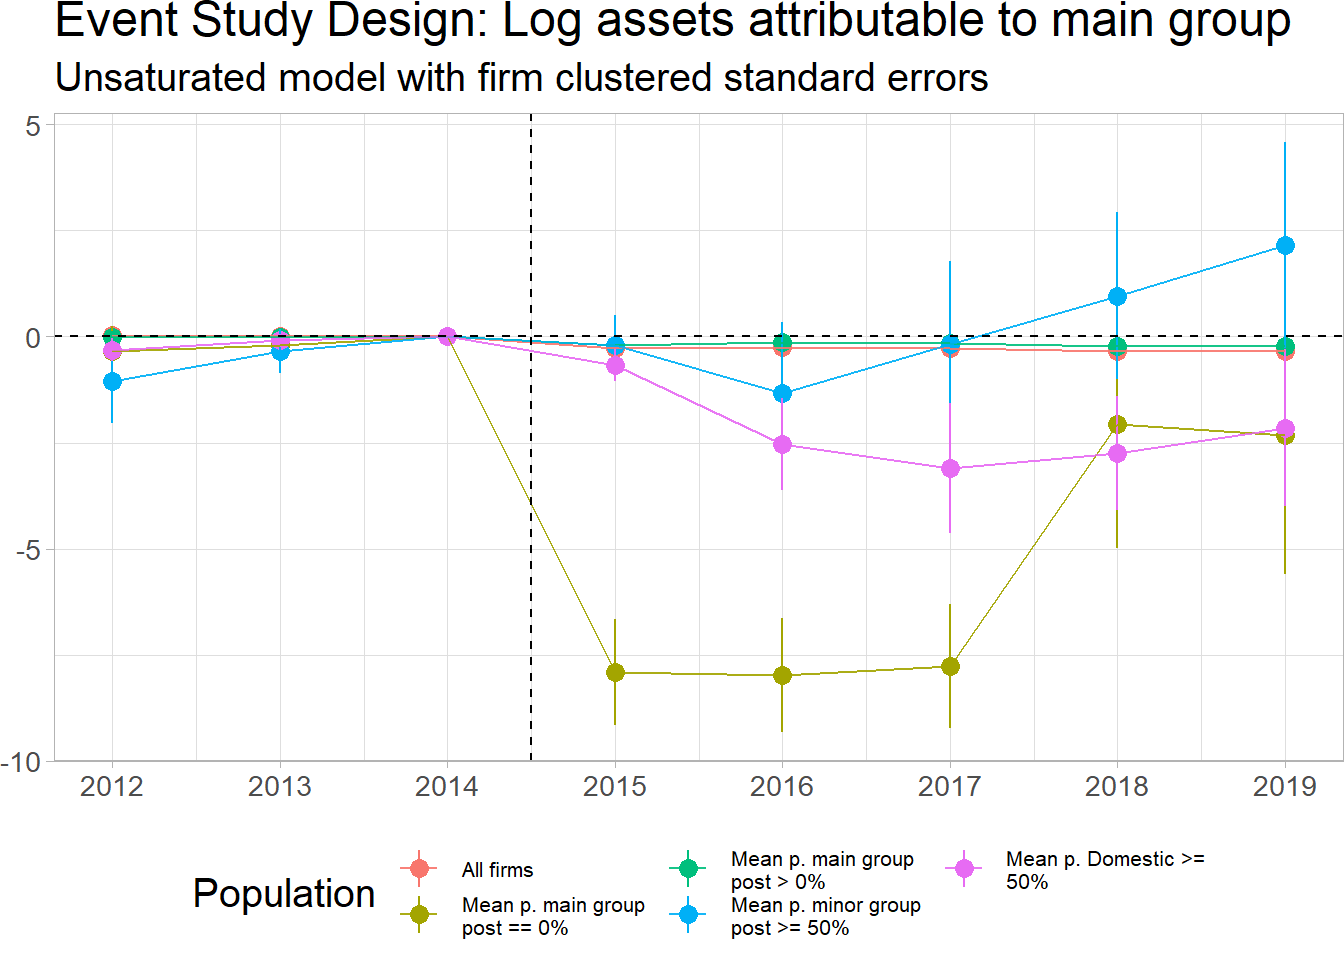 Event Study Design: Log assets attributable to main group
Unsaturated model with firm clustered standard errors
5
0
-5
-10
2012 2013 2014 2015 2016 2017 2018 2019
Population
All firms
Mean p. main group
post == 0%
Mean p. main group
post > 0%
Mean p. minor group
post >= 50%
Mean p. Domestic >=
50%